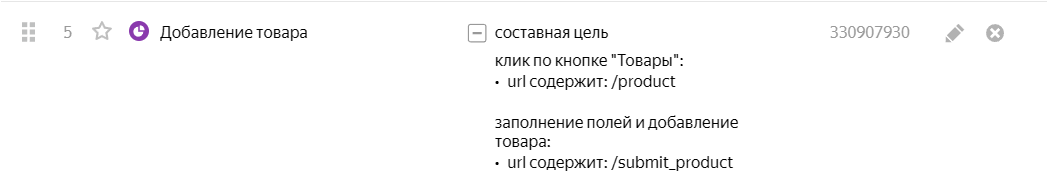 5 Добавление товара составная цель 330907930
клик по кнопке "Товары":
• url содержит: /product
заполнение полей и добавление
товара:
• url содержит: /submit_product